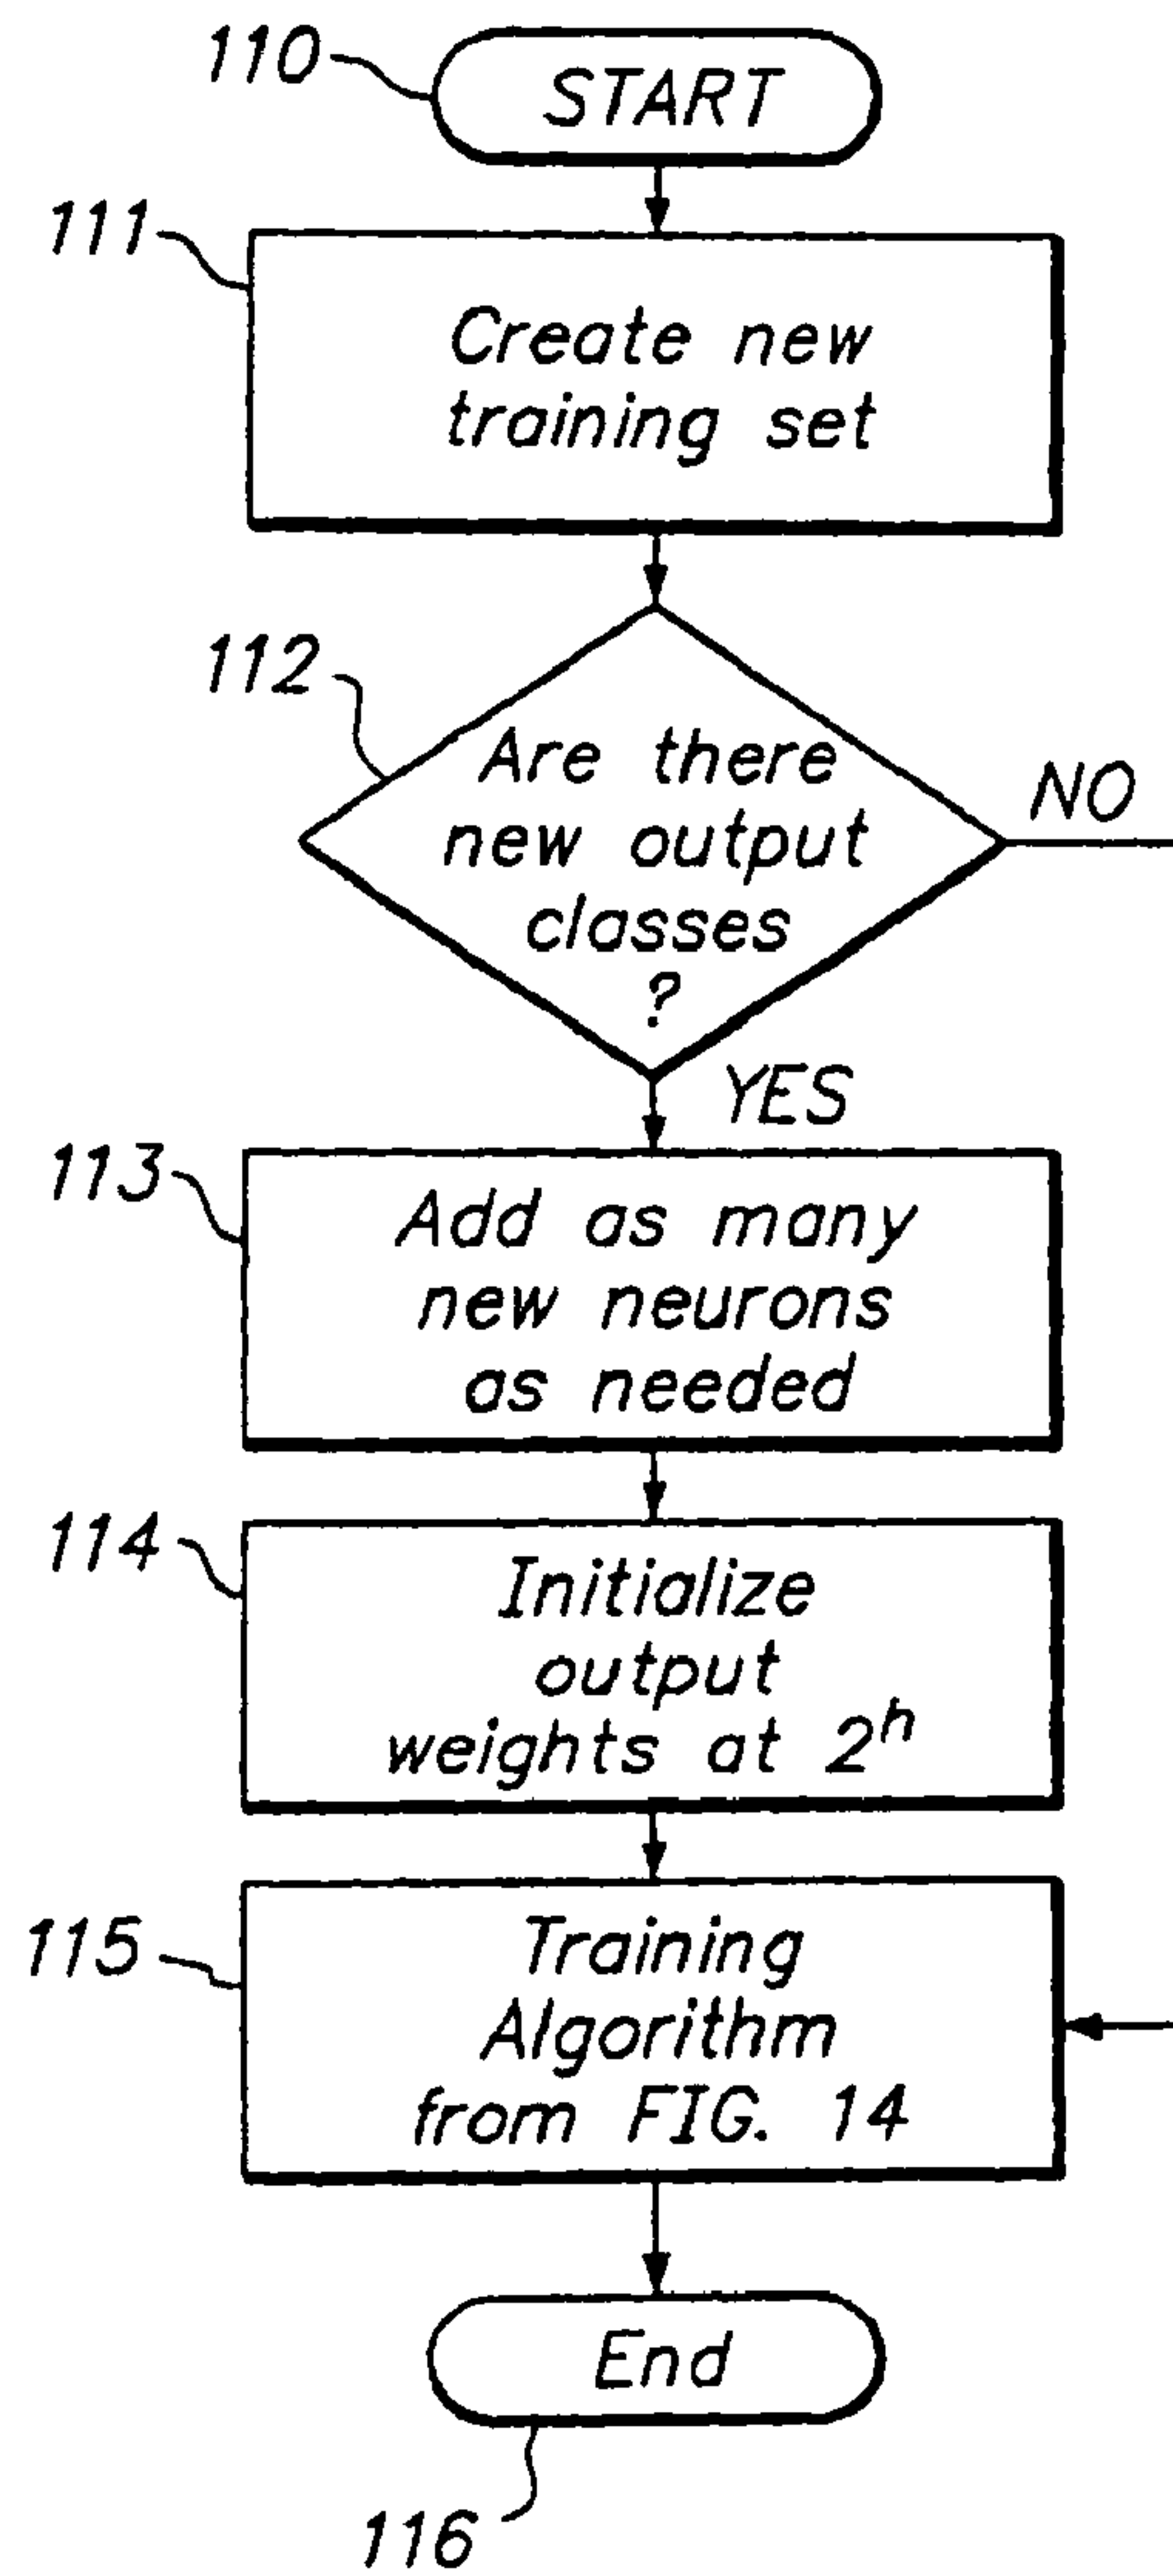 110
START
111
Create new
training set
112
Are there
new output
classes
?
NO
YES
113
Add as many
new neurons
as needed
114
Initialize
output
weights at 2ʰ
115
Training
Algorithm
from FIG. 14
End
116